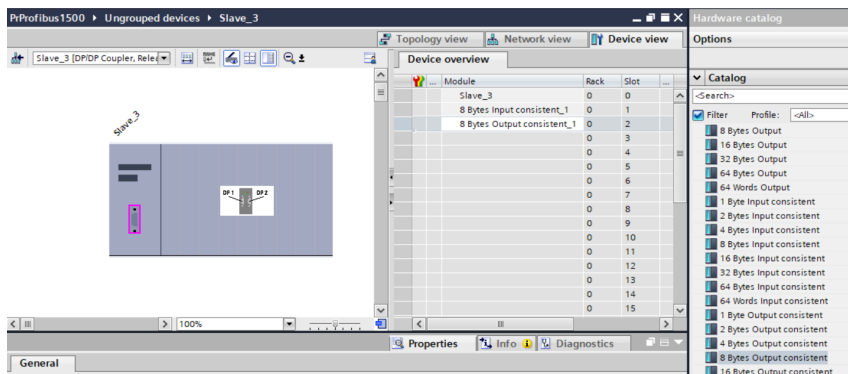 PrProfibus1500 ▸ Ungrouped devices ▸ Slave_3
Hardware catalog
Topology view
Network view
Device view
Options
Slave_3 [DP/DP Coupler, Relea
Device overview
Catalog
<Search>
Filter Profile: <All>
... Module Rack Slot ...
Slave_3 0 0
8 Bytes Input consistent_1 0 1
8 Bytes Output consistent_1 0 2
0 3
0 4
0 5
0 6
0 7
0 8
0 9
0 10
0 11
0 12
0 13
0 14
0 15
Slave_3
DP 1 DP 2
100%
8 Bytes Output
16 Bytes Output
32 Bytes Output
64 Bytes Output
64 Words Output
1 Byte Input consistent
2 Bytes Input consistent
4 Bytes Input consistent
8 Bytes Input consistent
16 Bytes Input consistent
32 Bytes Input consistent
64 Bytes Input consistent
64 Words Input consistent
1 Byte Output consistent
2 Bytes Output consistent
4 Bytes Output consistent
8 Bytes Output consistent
16 Bytes Output consistent
Properties
Info
Diagnostics
General